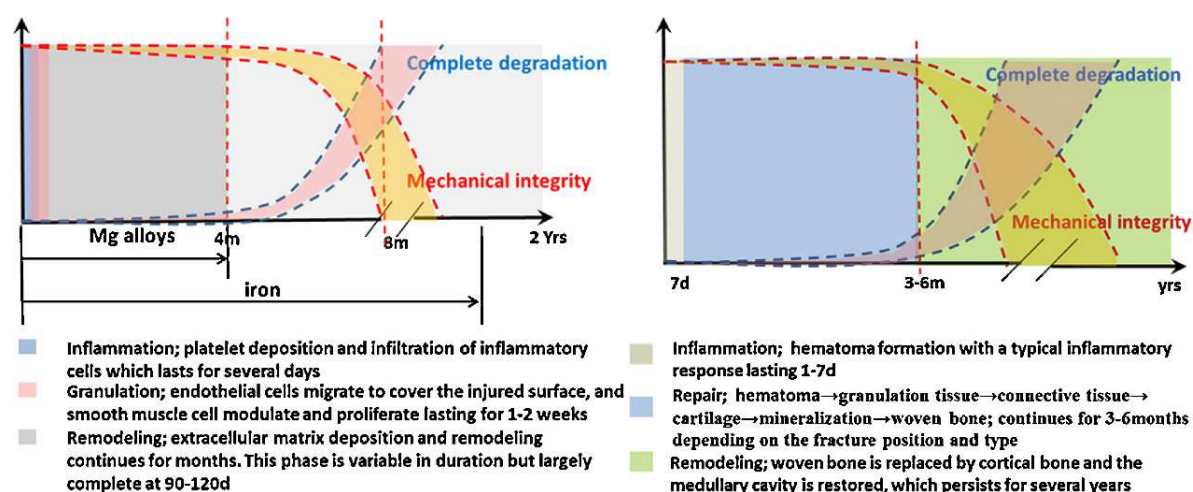 Complete degradation
Mechanical integrity
Mg alloys
4m
8m
2 Yrs
iron
Inflammation; platelet deposition and infiltration of inflammatory
cells which lasts for several days
Granulation; endothelial cells migrate to cover the injured surface, and
smooth muscle cell modulate and proliferate lasting for 1-2 weeks
Remodeling; extracellular matrix deposition and remodeling
continues for months. This phase is variable in duration but largely
complete at 90-120d
Complete degradation
Mechanical integrity
7d
3-6m
yrs
Inflammation; hematoma formation with a typical inflammatory
response lasting 1-7d
Repair; hematoma→granulation tissue→connective tissue→
cartilage→mineralization→woven bone; continues for 3-6months
depending on the fracture position and type
Remodeling; woven bone is replaced by cortical bone and the
medullary cavity is restored, which persists for several years